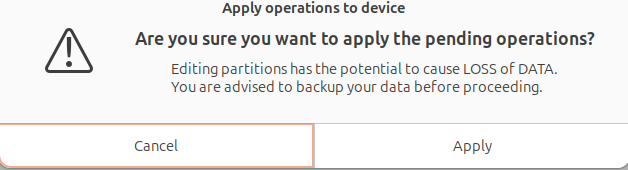 Apply operations to device
Are you sure you want to apply the pending operations?
Editing partitions has the potential to cause LOSS of DATA.
You are advised to backup your data before proceeding.
Cancel
Apply